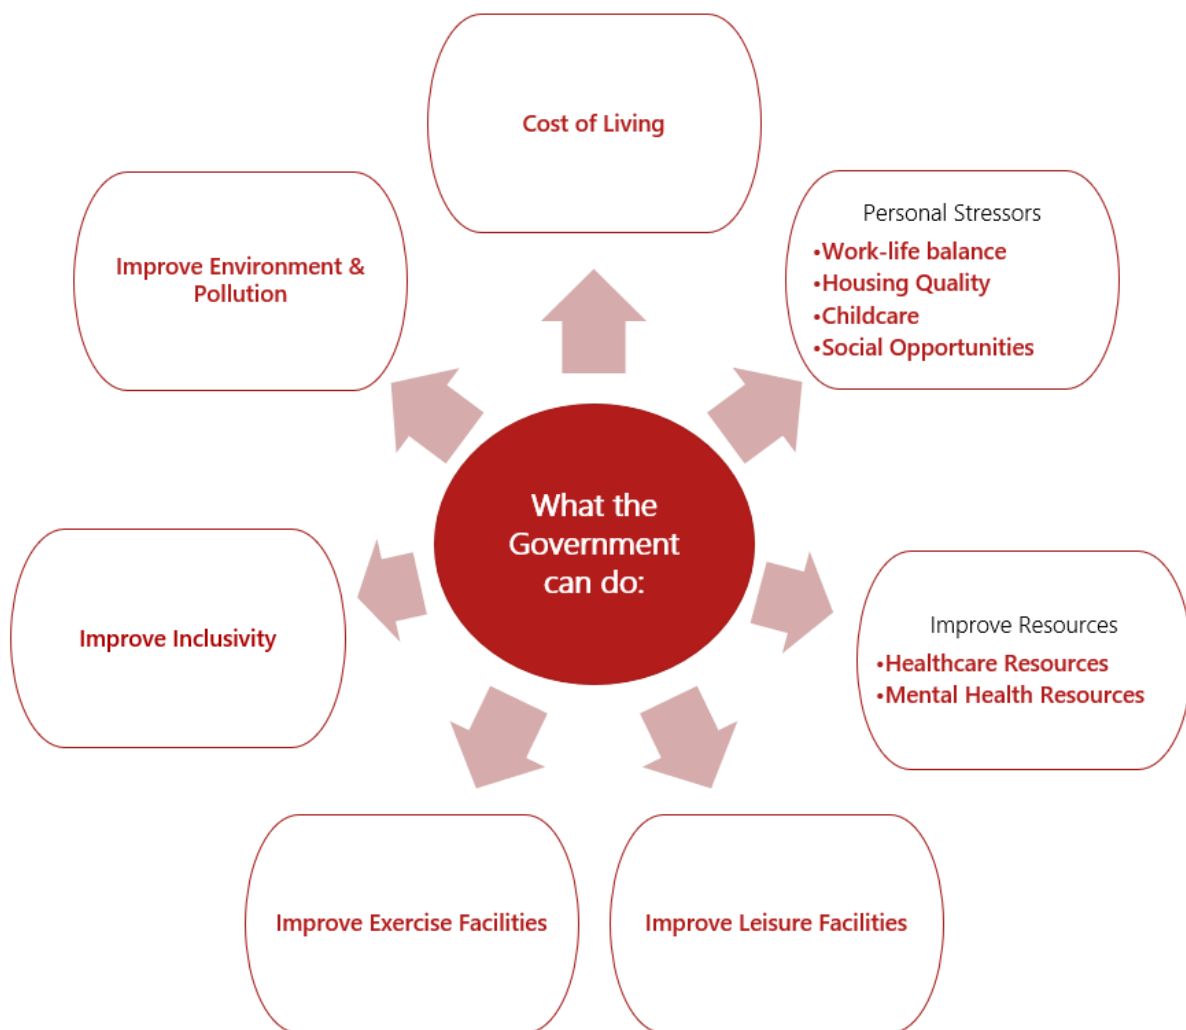 Cost of Living
Personal Stressors
•Work-life balance
•Housing Quality
•Childcare
•Social Opportunities
Improve Environment &
Pollution
What the
Government
can do:
Improve Resources
•Healthcare Resources
•Mental Health Resources
Improve Inclusivity
Improve Exercise Facilities
Improve Leisure Facilities